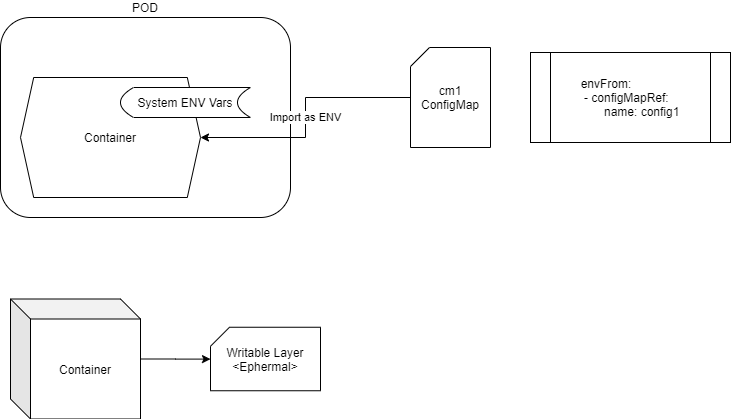 POD
System ENV Vars
Container
Import as ENV
cm1
ConfigMap
envFrom:
- configMapRef:
name: config1
Container
Writable Layer
<Ephermal>